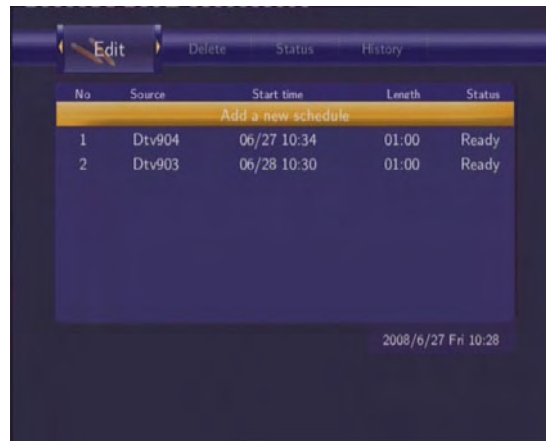 Edit Delete Status History
No Source Start time Length Status
Add a new schedule
1 Dtv904 06/27 10:34 01:00 Ready
2 Dtv903 06/28 10:30 01:00 Ready
2008/6/27 Fri 10:28